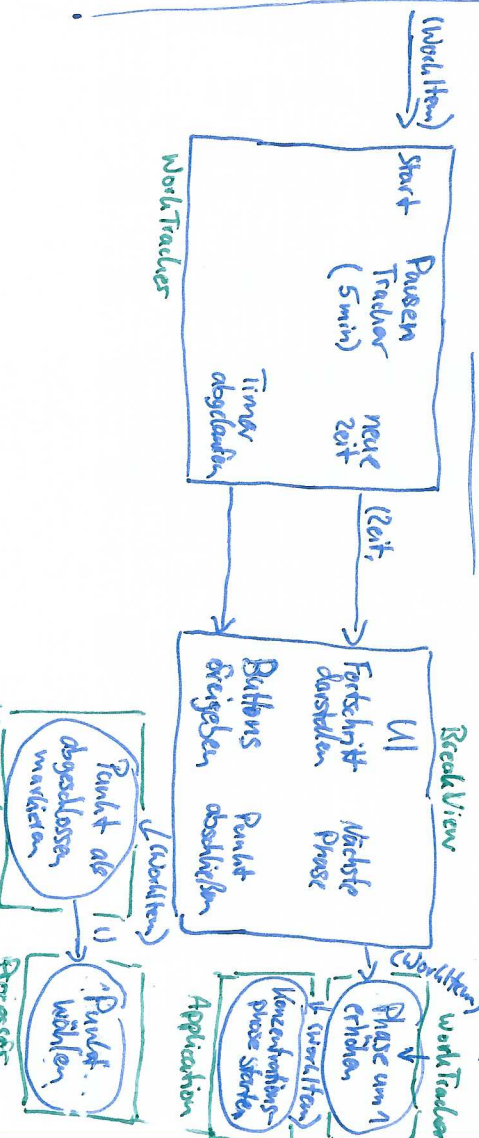 (WorkItem)
Start
Pausen
Tracker
(5min)
neue
Zeit
Timer
abgelaufen
WorkTracker
(Zeit,
BreakView
UI
Fortschritt
darstellen
Nächste
Phase
Buttons
freigeben
Punkt
abschließen
(WorkItem)
WorkTracker
Phase um 1
erhöhen
(WorkItem)
Konzentrations-
phase starten
Application
(WorkItem)
Punkt als
abgeschlossen
markieren
()
"Punkt
wählen